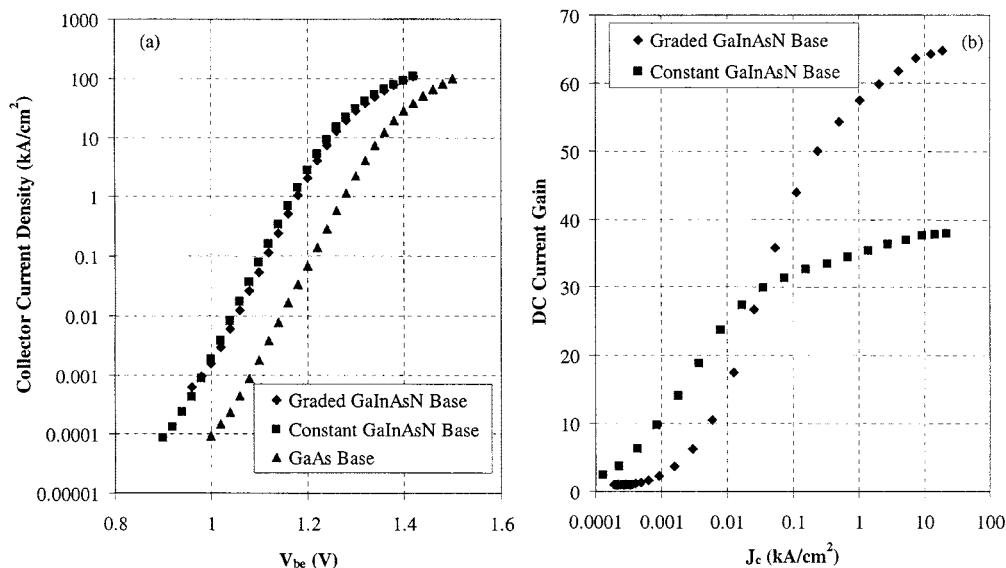 (a)
Collector Current Density (kA/cm²)
1000
100
10
1
0.1
0.01
0.001
0.0001
0.00001
Graded GaInAsN Base
Constant GaInAsN Base
GaAs Base
0.8
1
1.2
1.4
1.6
V_be (V)
(b)
Graded GaInAsN Base
Constant GaInAsN Base
DC Current Gain
70
60
50
40
30
20
10
0
0.0001
0.001
0.01
0.1
1
10
100
J_c (kA/cm²)